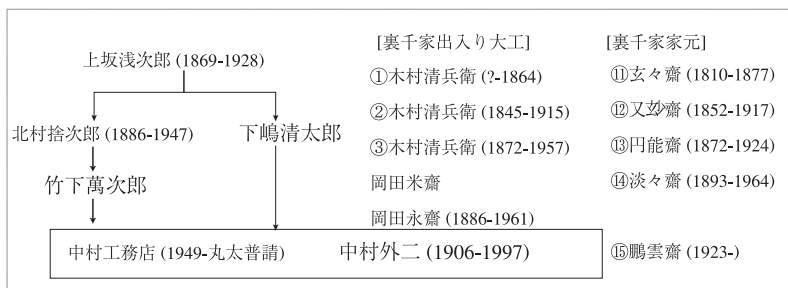 [裏千家出入り大工]
[裏千家家元]
上坂浅次郎 (1869-1928)
①木村清兵衛 (?-1864)
⑪玄々齋 (1810-1877)
②木村清兵衛 (1845-1915)
⑫又玅齋 (1852-1917)
北村捨次郎 (1886-1947)
下嶋清太郎
③木村清兵衛 (1872-1957)
⑬円能齋 (1872-1924)
竹下萬次郎
岡田米齋
⑭淡々齋 (1893-1964)
岡田永齋 (1886-1961)
中村工務店 (1949-丸太普請)
中村外二 (1906-1997)
⑮鵬雲齋 (1923-)